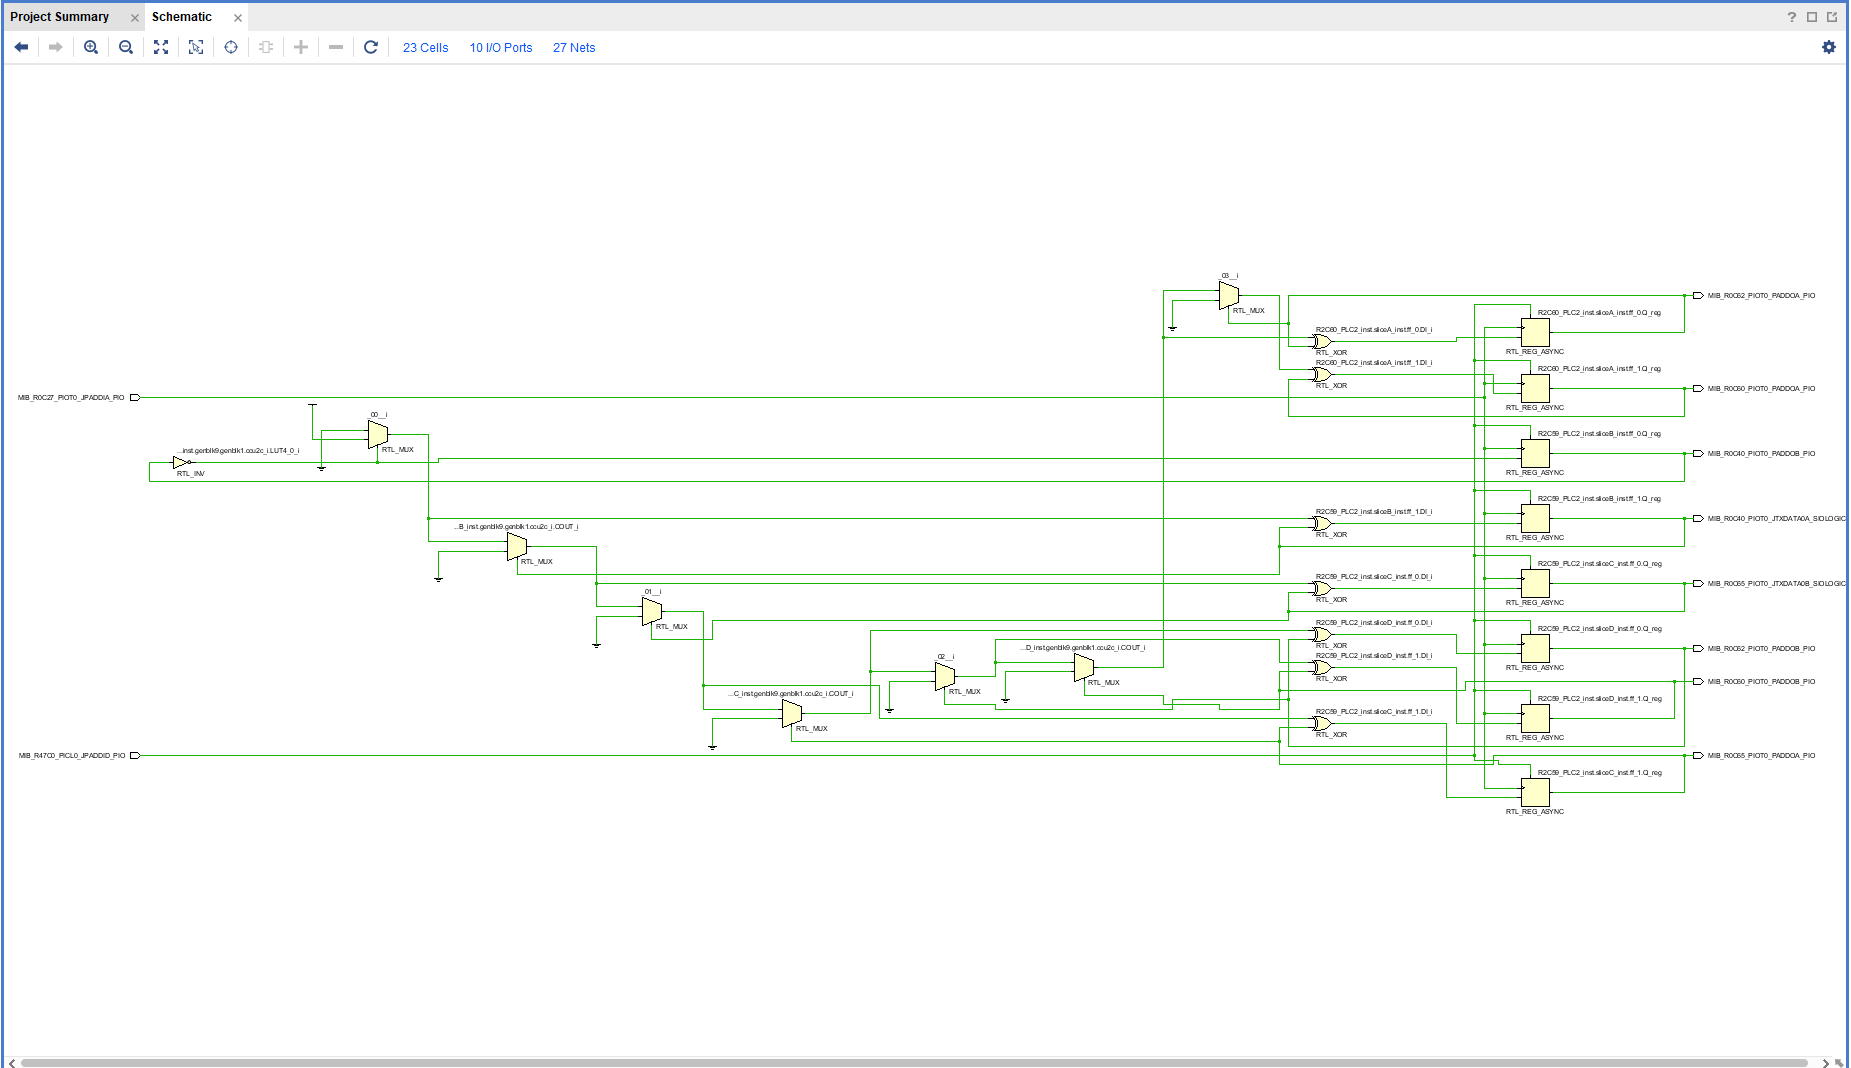 Project Summary
Schematic
23 Cells
10 I/O Ports
27 Nets
_03__i
RTL_MUX
MIB_R0C62_PIOT0_PADDOA_PIO
R2C60_PLC2_inst.sliceA_inst.ff_0.Q_reg
RTL_REG_ASYNC
R2C60_PLC2_inst.sliceA_inst.ff_0.DI_i
RTL_XOR
R2C60_PLC2_inst.sliceA_inst.ff_1.DI_i
RTL_XOR
R2C60_PLC2_inst.sliceA_inst.ff_1.Q_reg
RTL_REG_ASYNC
MIB_R0C60_PIOT0_PADDOA_PIO
MIB_R0C27_PIOT0_JPADDIA_PIO
_00__i
RTL_MUX
...inst.genblk9.genblk1.ccu2c_i.LUT4_0_i
RTL_INV
R2C59_PLC2_inst.sliceB_inst.ff_0.Q_reg
RTL_REG_ASYNC
MIB_R0C40_PIOT0_PADDOB_PIO
R2C59_PLC2_inst.sliceB_inst.ff_1.Q_reg
RTL_REG_ASYNC
MIB_R0C40_PIOT0_JTXDATA0A_SIOLOGIC
R2C59_PLC2_inst.sliceB_inst.ff_1.DI_i
RTL_XOR
...B_inst.genblk9.genblk1.ccu2c_i.COUT_i
RTL_MUX
R2C59_PLC2_inst.sliceC_inst.ff_0.Q_reg
RTL_REG_ASYNC
MIB_R0C65_PIOT0_JTXDATA0B_SIOLOGIC
R2C59_PLC2_inst.sliceC_inst.ff_0.DI_i
RTL_XOR
_01__i
RTL_MUX
R2C59_PLC2_inst.sliceD_inst.ff_0.DI_i
RTL_XOR
R2C59_PLC2_inst.sliceD_inst.ff_0.Q_reg
RTL_REG_ASYNC
MIB_R0C62_PIOT0_PADDOB_PIO
_02__i
RTL_MUX
...D_inst.genblk9.genblk1.ccu2c_i.COUT_i
RTL_MUX
R2C59_PLC2_inst.sliceD_inst.ff_1.DI_i
RTL_XOR
MIB_R0C60_PIOT0_PADDOB_PIO
R2C59_PLC2_inst.sliceD_inst.ff_1.Q_reg
RTL_REG_ASYNC
...C_inst.genblk9.genblk1.ccu2c_i.COUT_i
RTL_MUX
R2C59_PLC2_inst.sliceC_inst.ff_1.DI_i
RTL_XOR
MIB_R47C0_PICL0_JPADDID_PIO
MIB_R0C65_PIOT0_PADDOA_PIO
R2C59_PLC2_inst.sliceC_inst.ff_1.Q_reg
RTL_REG_ASYNC